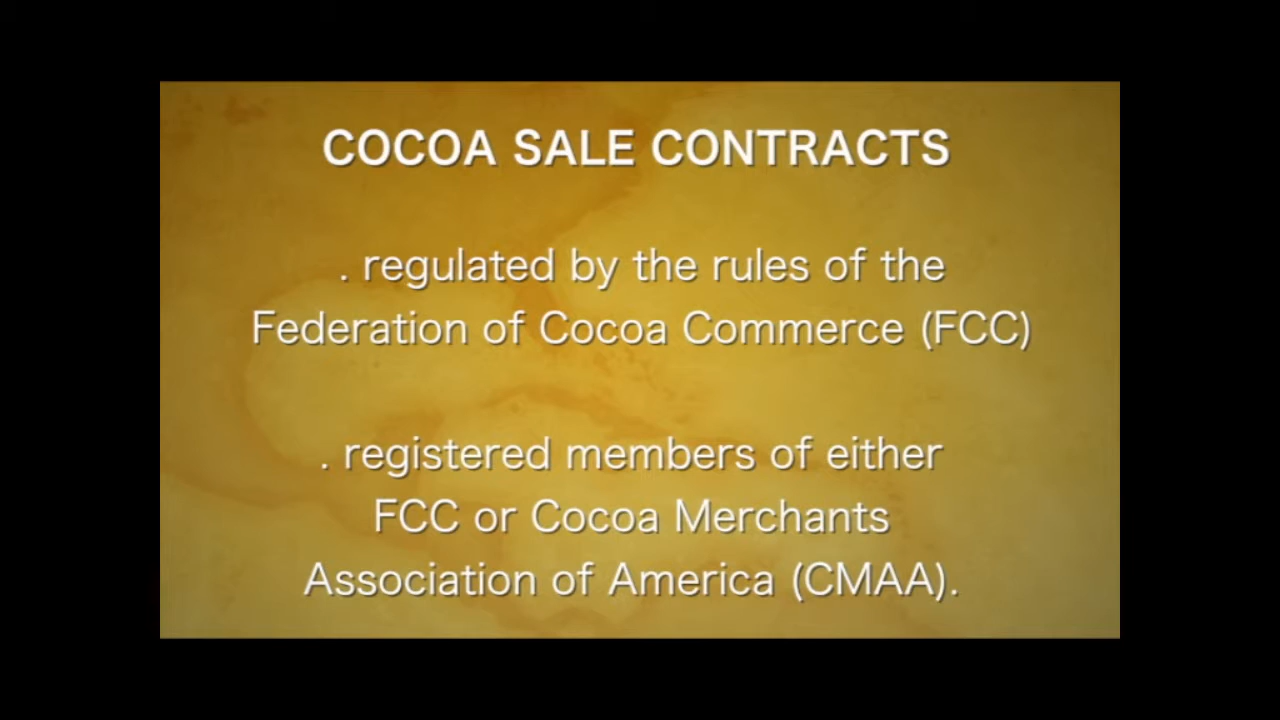 COCOA SALE CONTRACTS
. regulated by the rules of the
Federation of Cocoa Commerce (FCC)
. registered members of either
FCC or Cocoa Merchants
Association of America (CMAA).